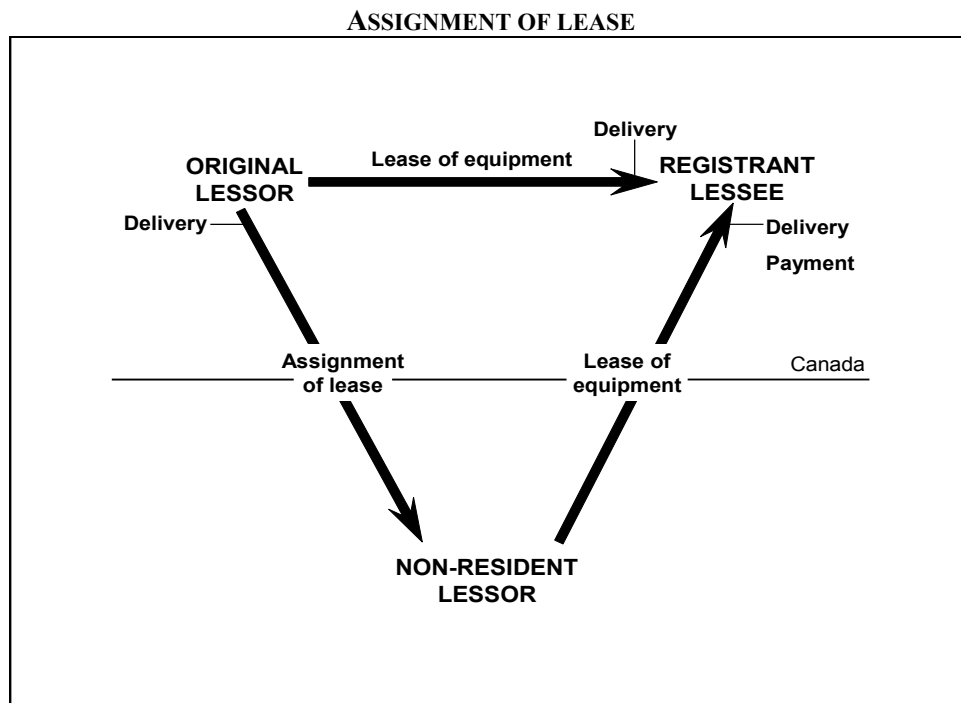 ASSIGNMENT OF LEASE
Delivery
Lease of equipment
ORIGINAL
LESSOR
REGISTRANT
LESSEE
Delivery
Delivery
Payment
Assignment
of lease
Lease of
equipment
Canada
NON-RESIDENT
LESSOR